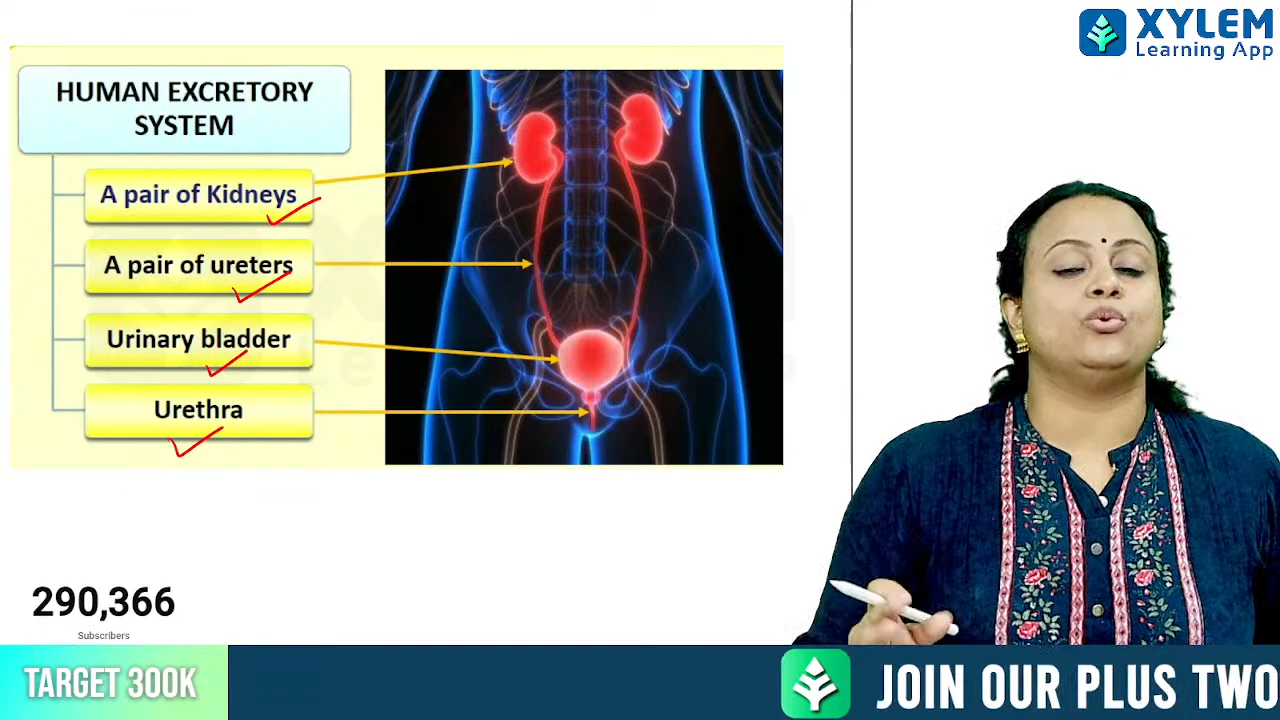 XYLEM
Learning App
HUMAN EXCRETORY
SYSTEM
A pair of Kidneys
A pair of ureters
Urinary bladder
Urethra
290,366
Subscribers
TARGET 300K
JOIN OUR PLUS TWO